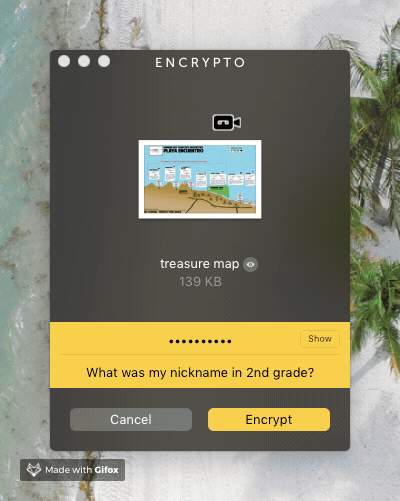 ENCRYPTO
PLAYA ENCUENTRO
treasure map
139 KB
••••••••••
Show
What was my nickname in 2nd grade?
Cancel
Encrypt
Made with Gifox